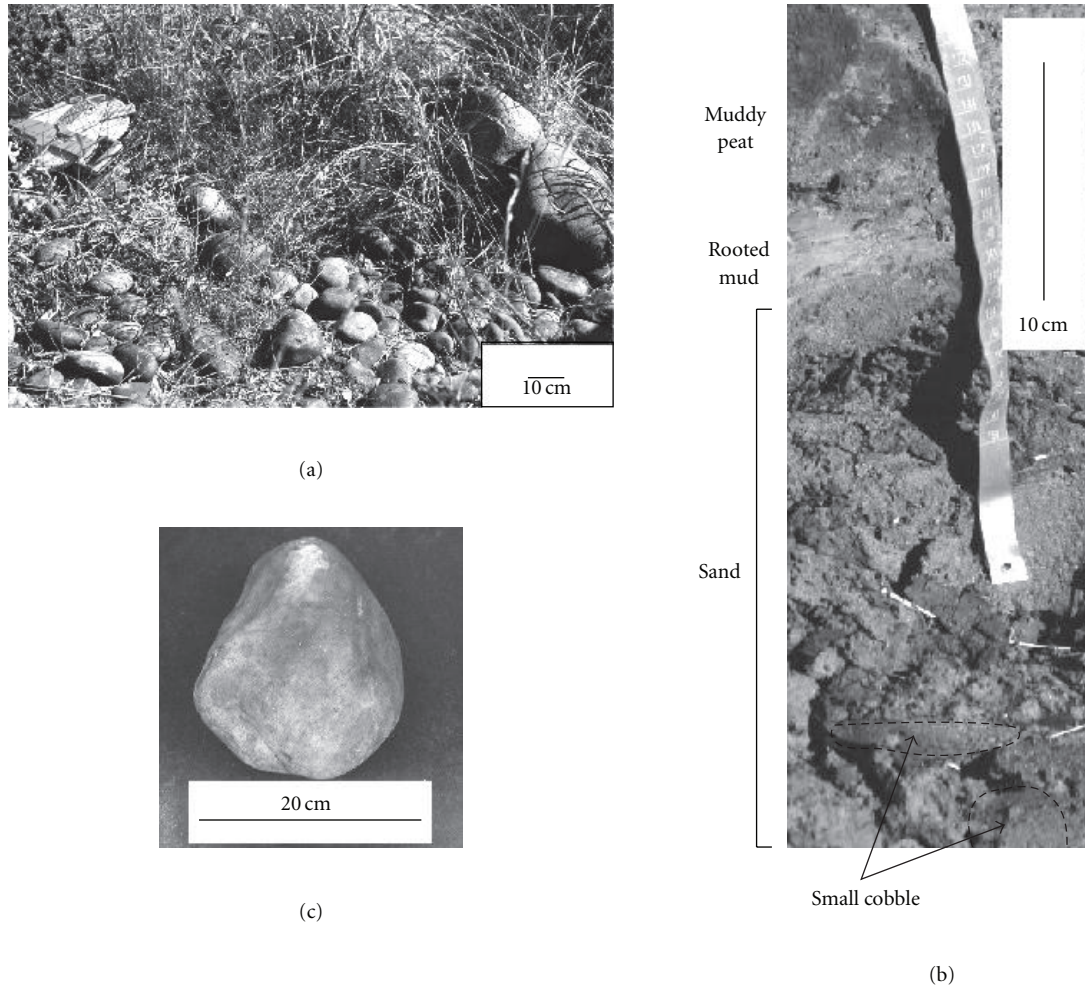 10 cm
(a)
20 cm
(c)
Muddy
peat
Rooted
mud
Sand
10 cm
Small cobble
(b)